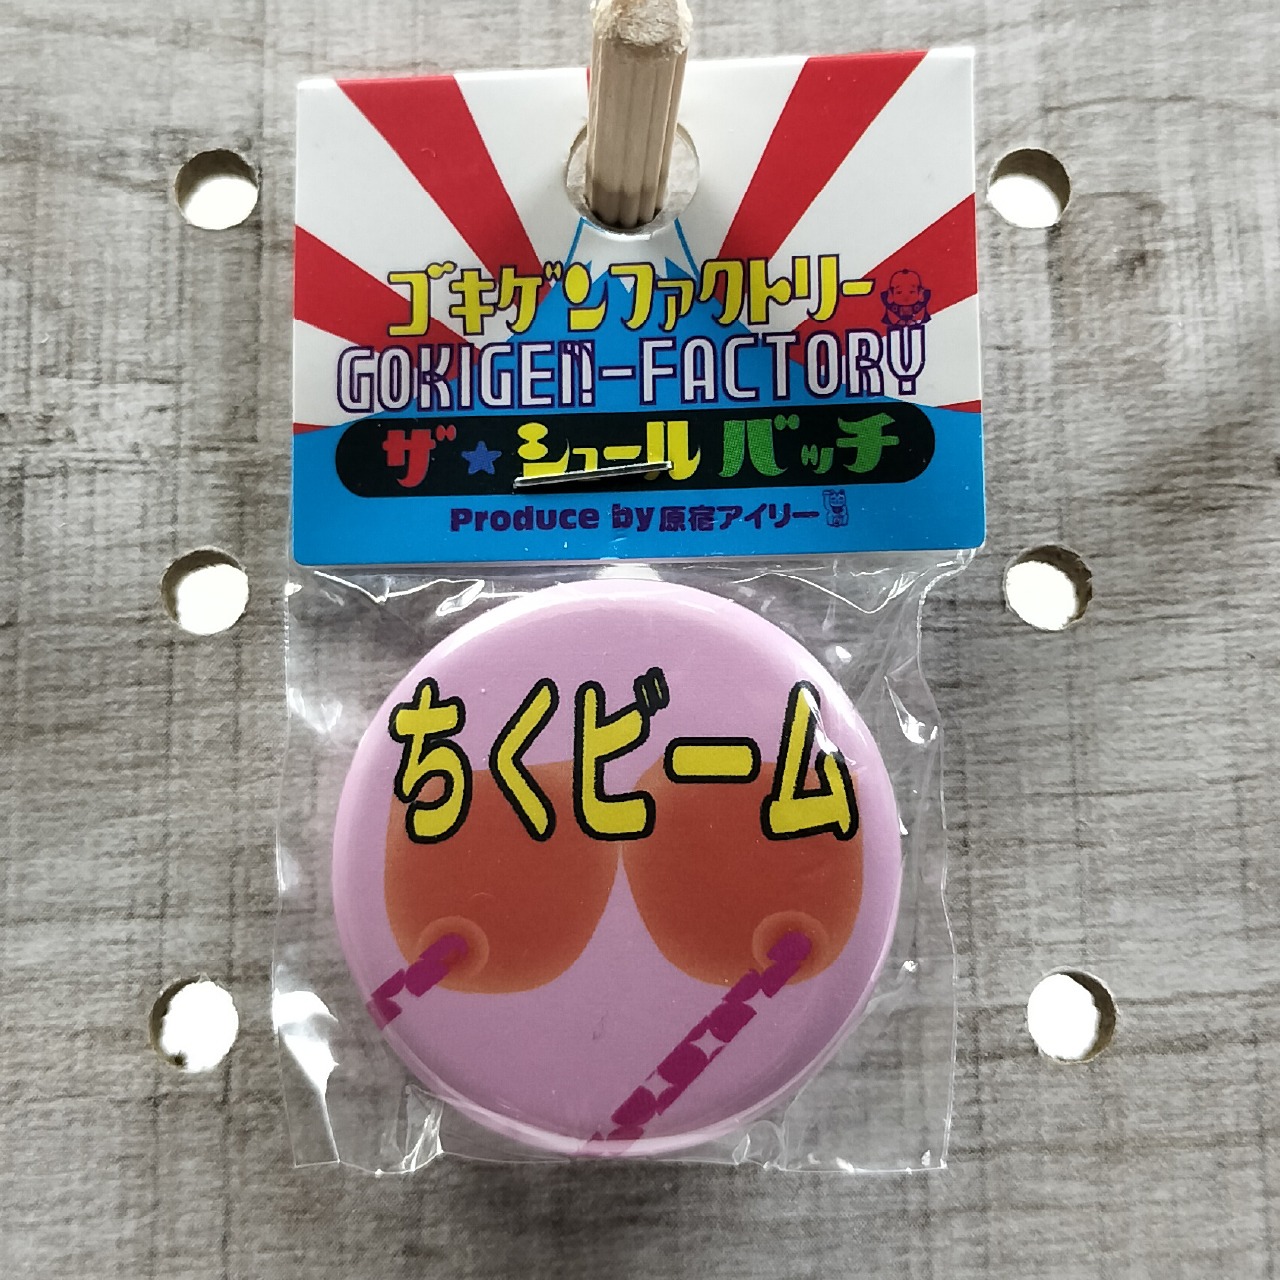 ゴキゲンファクトリー
GOKIGEN-FACTORY
ザ★シュールバッチ
Produce by 原宿アイリー
ちくビーム